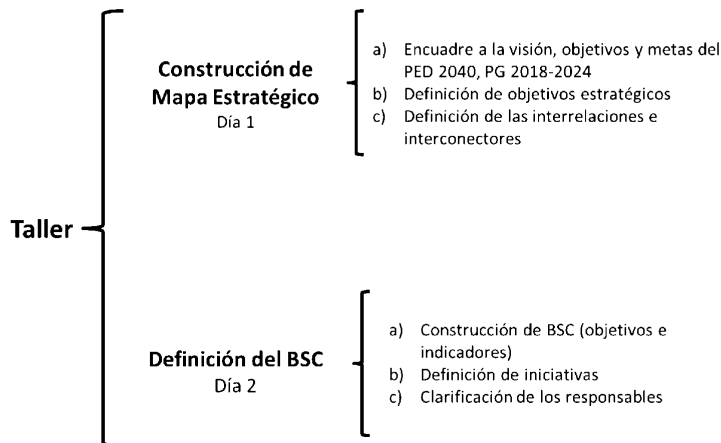 Construcción de
Mapa Estratégico
Día 1
a) Encuadre a la visión, objetivos y metas del
PED 2040, PG 2018-2024
b) Definición de objetivos estratégicos
c) Definición de las interrelaciones e
interconectores
Taller
Definición del BSC
Día 2
a) Construcción de BSC (objetivos e
indicadores)
b) Definición de iniciativas
c) Clarificación de los responsables